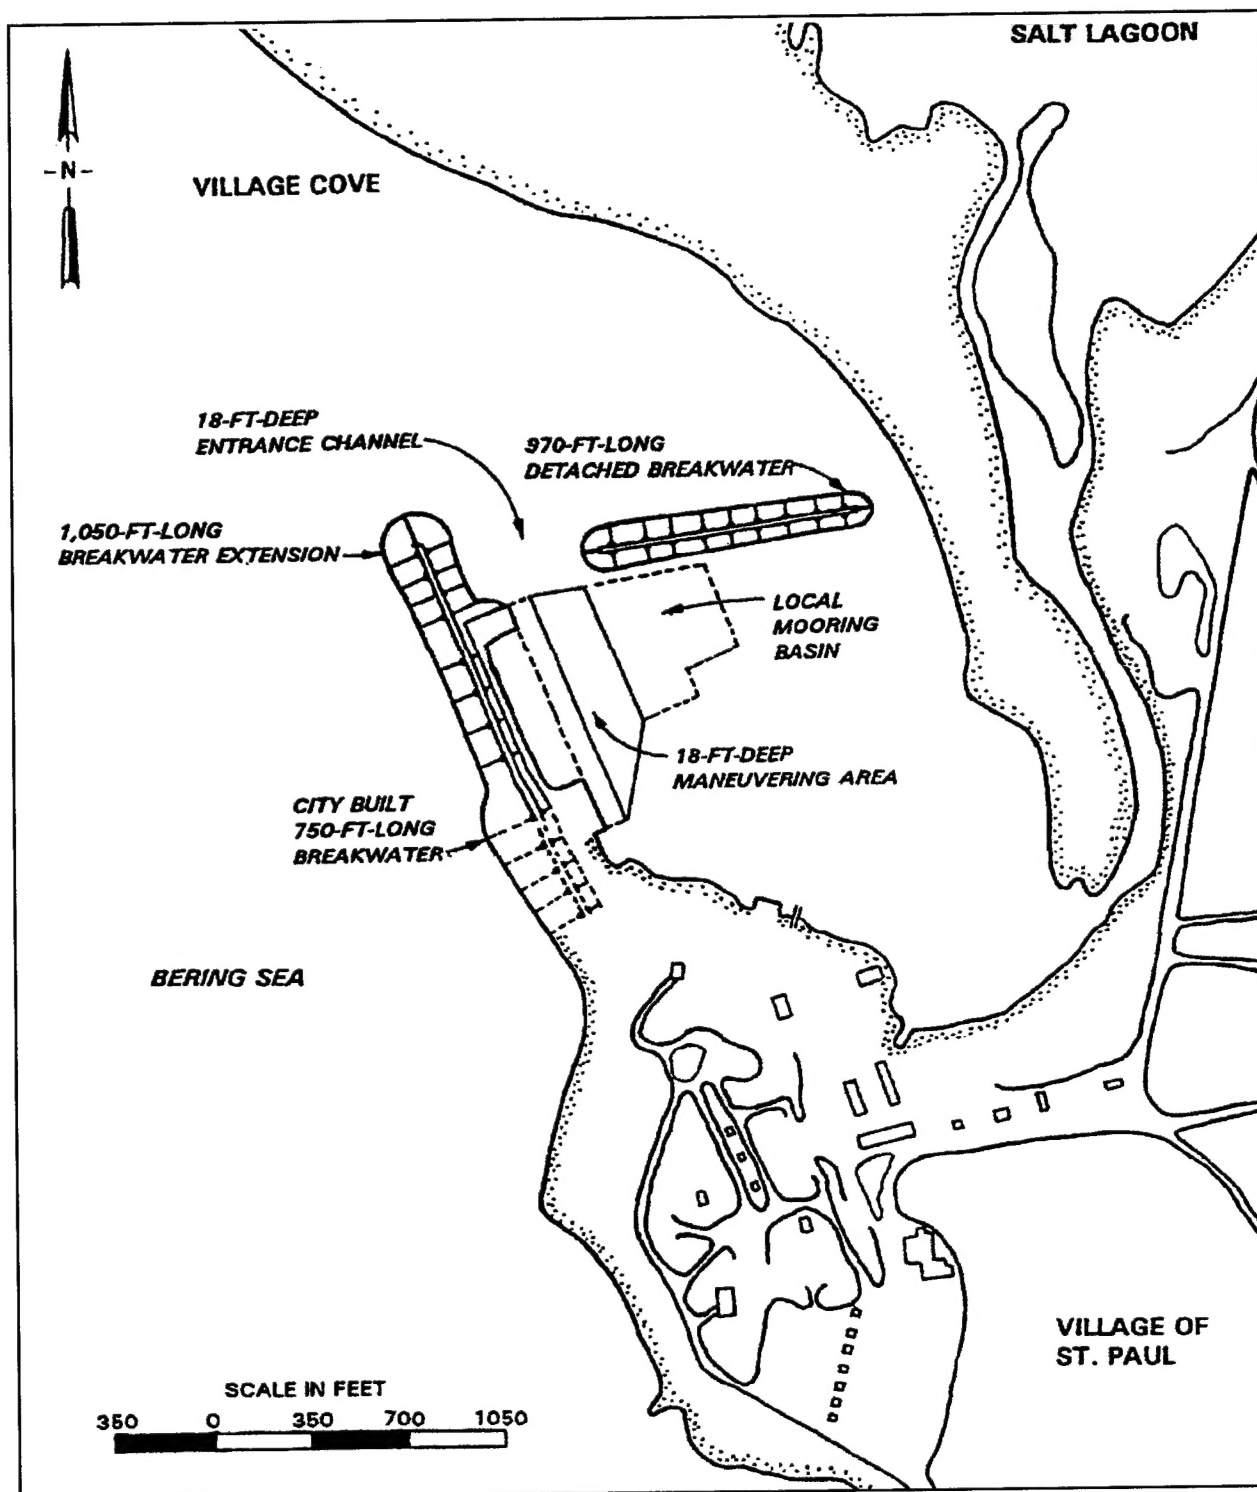 SALT LAGOON
-N-
VILLAGE COVE
18-FT-DEEP
ENTRANCE CHANNEL
970-FT-LONG
DETACHED BREAKWATER
1,050-FT-LONG
BREAKWATER EXTENSION
LOCAL
MOORING
BASIN
18-FT-DEEP
MANEUVERING AREA
CITY BUILT
750-FT-LONG
BREAKWATER
BERING SEA
VILLAGE OF
ST. PAUL
SCALE IN FEET
350 0 350 700 1050